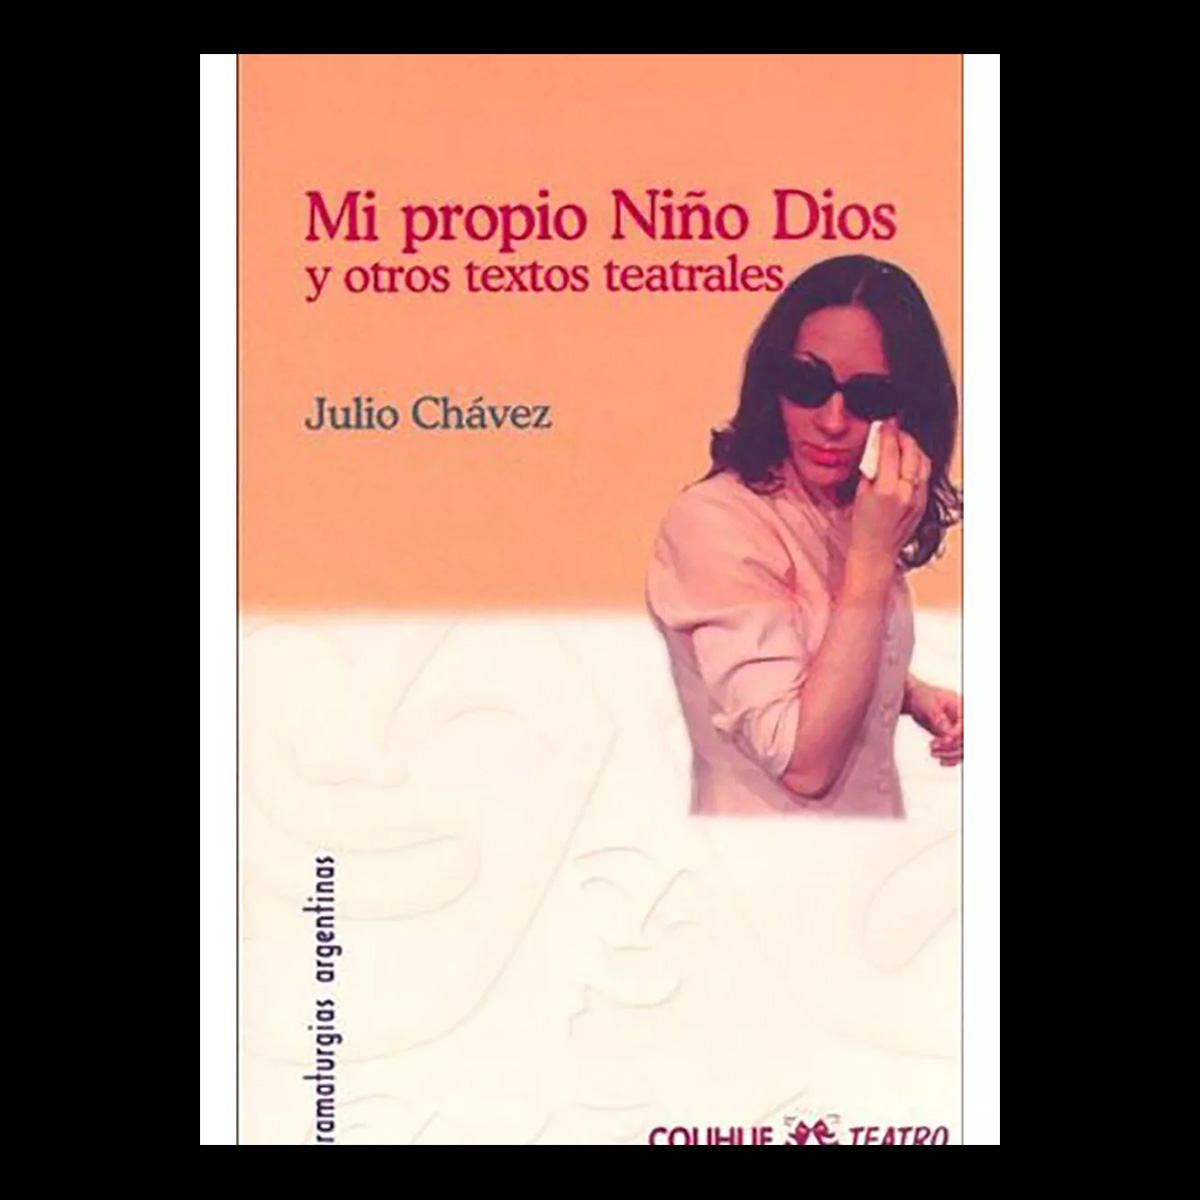 Mi propio Niño Dios
y otros textos teatrales
Julio Chávez
ramaturgias argentinas
COLIHUE TEATRO